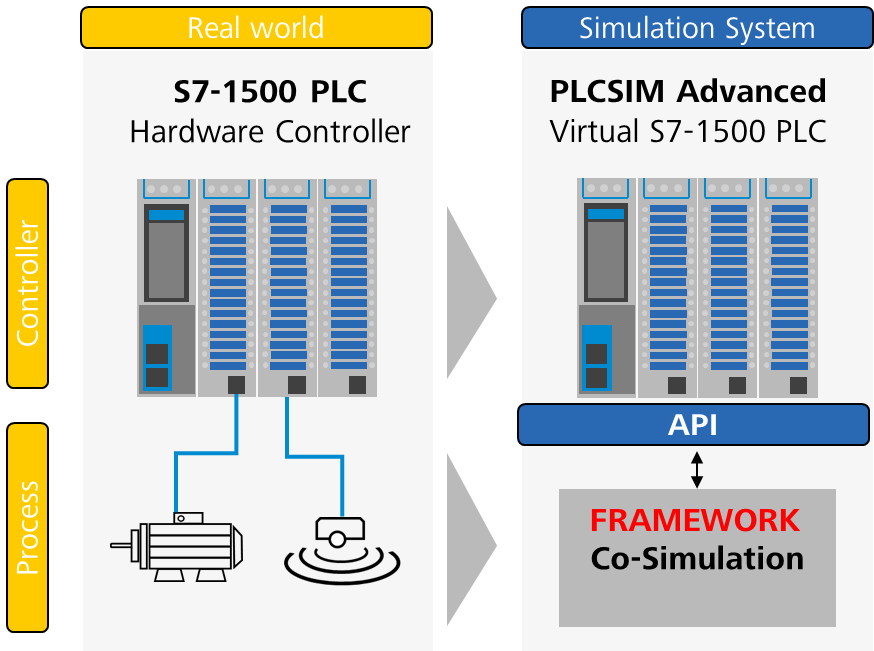 Real world
Simulation System
S7-1500 PLC
Hardware Controller
PLCSIM Advanced
Virtual S7-1500 PLC
Controller
API
Process
FRAMEWORK
Co-Simulation